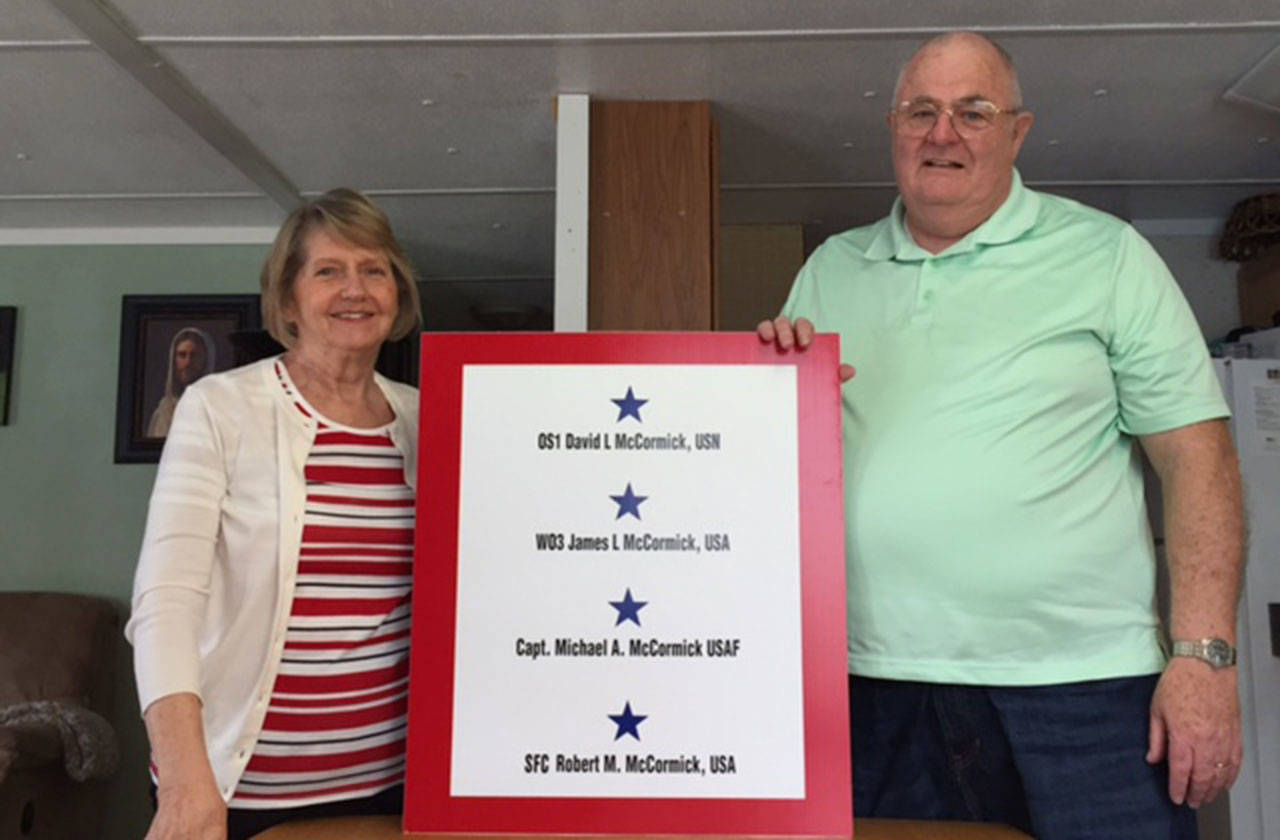 OS1 David L McCormick, USN
WO3 James L McCormick, USA
Capt. Michael A. McCormick USAF
SFC Robert M. McCormick, USA